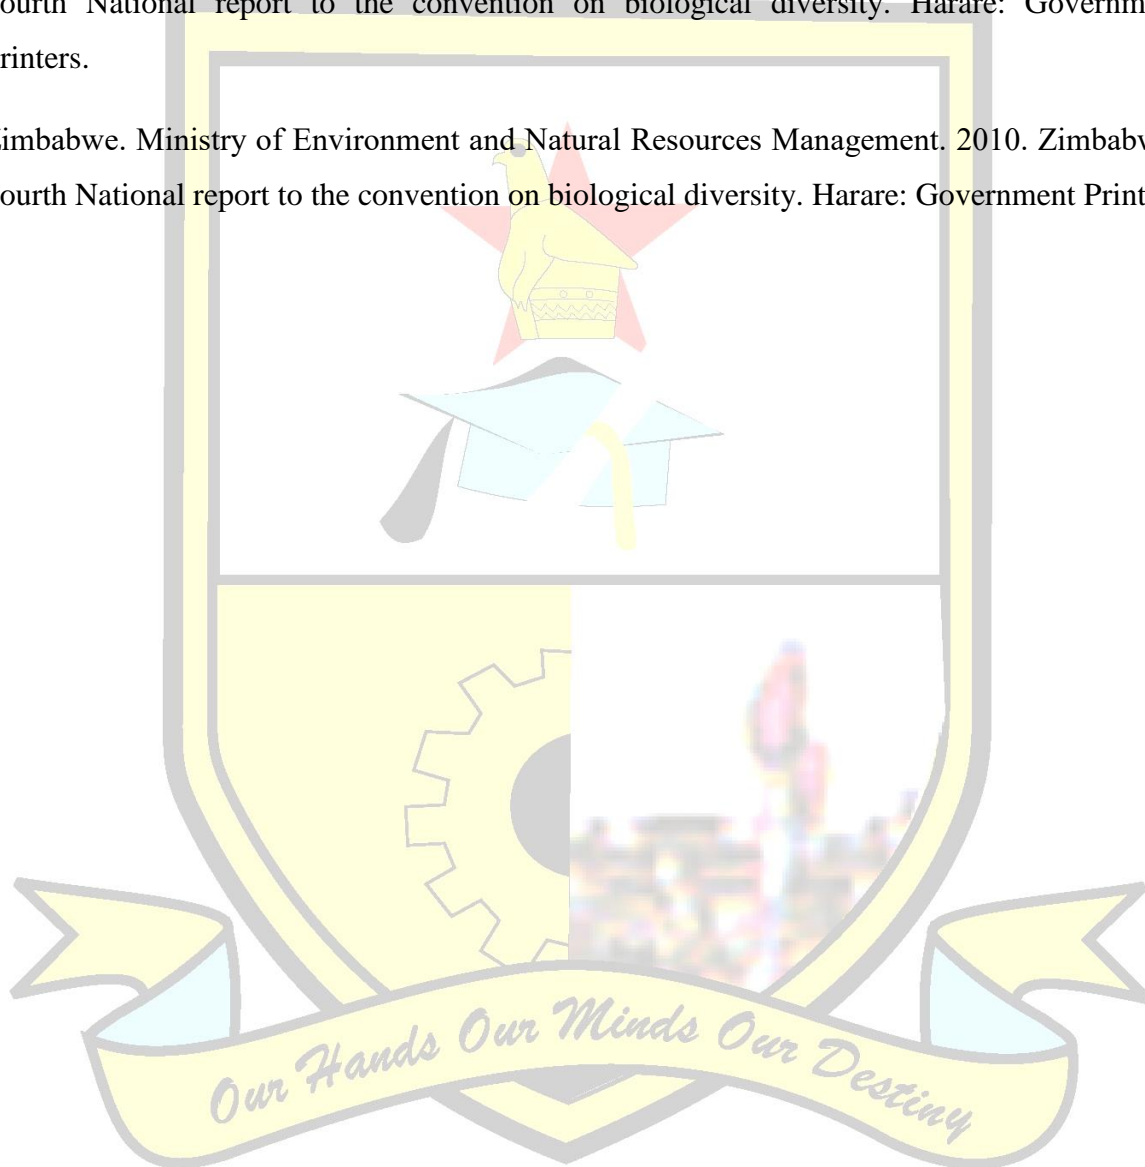 ourth National report to the convention on biological diversity. Harare: Governm
rinters.
imbabwe. Ministry of Environment and Natural Resources Management. 2010. Zimbabw
ourth National report to the convention on biological diversity. Harare: Government Print
Our Hands Our Minds Our Destiny